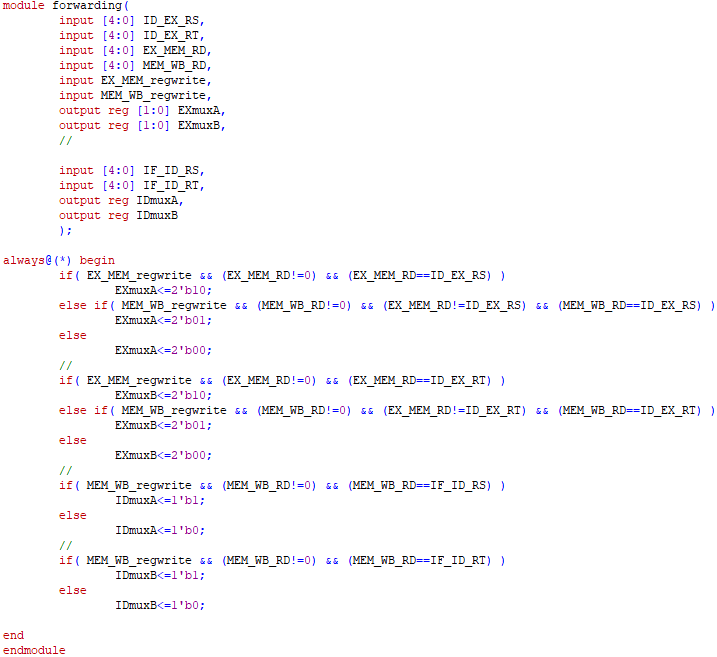 module forwarding(
input [4:0] ID_EX_RS,
input [4:0] ID_EX_RT,
input [4:0] EX_MEM_RD,
input [4:0] MEM_WB_RD,
input EX_MEM_regwrite,
input MEM_WB_regwrite,
output reg [1:0] EXmuxA,
output reg [1:0] EXmuxB,
//
input [4:0] IF_ID_RS,
input [4:0] IF_ID_RT,
output reg IDmuxA,
output reg IDmuxB
);
always@(*) begin
if( EX_MEM_regwrite && (EX_MEM_RD!=0) && (EX_MEM_RD==ID_EX_RS) )
EXmuxA<=2'b10;
else if( MEM_WB_regwrite && (MEM_WB_RD!=0) && (EX_MEM_RD!=ID_EX_RS) && (MEM_WB_RD==ID_EX_RS) )
EXmuxA<=2'b01;
else
EXmuxA<=2'b00;
//
if( EX_MEM_regwrite && (EX_MEM_RD!=0) && (EX_MEM_RD==ID_EX_RT) )
EXmuxB<=2'b10;
else if( MEM_WB_regwrite && (MEM_WB_RD!=0) && (EX_MEM_RD!=ID_EX_RT) && (MEM_WB_RD==ID_EX_RT) )
EXmuxB<=2'b01;
else
EXmuxB<=2'b00;
//
if( MEM_WB_regwrite && (MEM_WB_RD!=0) && (MEM_WB_RD==IF_ID_RS) )
IDmuxA<=1'b1;
else
IDmuxA<=1'b0;
//
if( MEM_WB_regwrite && (MEM_WB_RD!=0) && (MEM_WB_RD==IF_ID_RT) )
IDmuxB<=1'b1;
else
IDmuxB<=1'b0;
end
endmodule